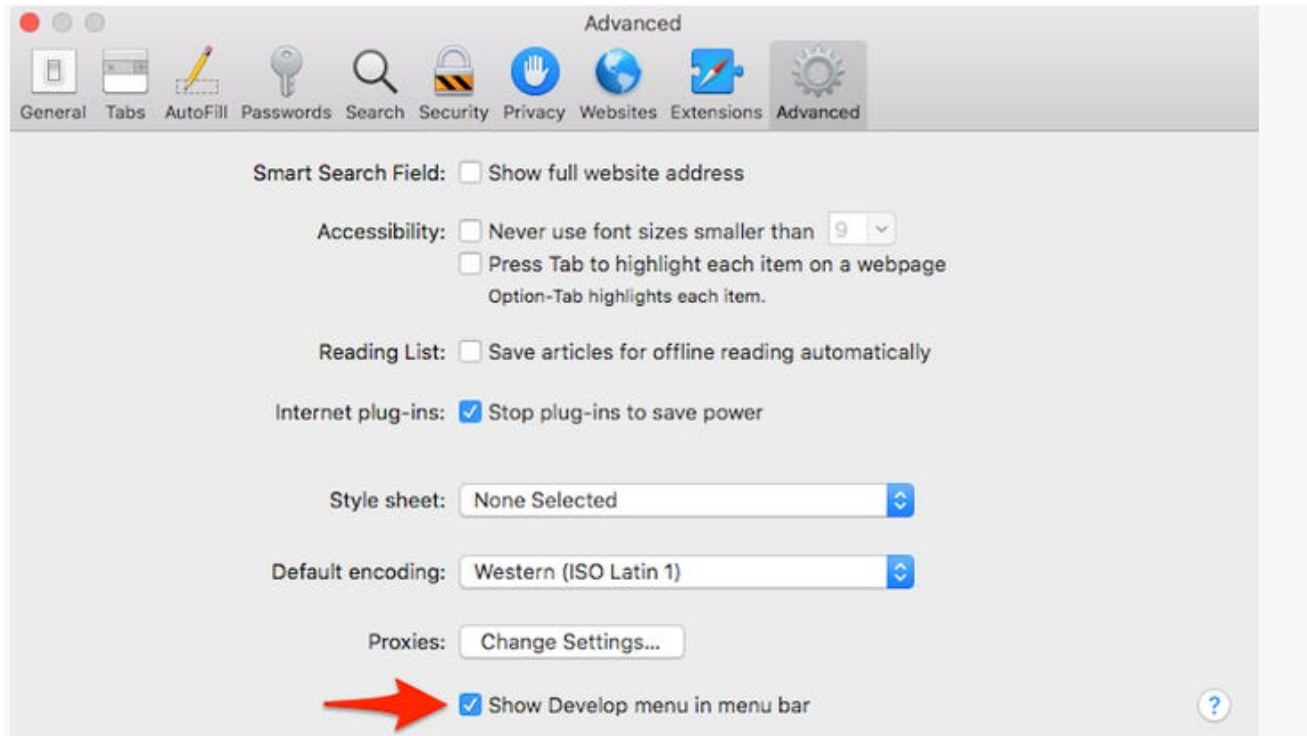 Advanced
General Tabs AutoFill Passwords Search Security Privacy Websites Extensions Advanced
Smart Search Field: Show full website address
Accessibility: Never use font sizes smaller than 9
Press Tab to highlight each item on a webpage
Option-Tab highlights each item.
Reading List: Save articles for offline reading automatically
Internet plug-ins: Stop plug-ins to save power
Style sheet: None Selected
Default encoding: Western (ISO Latin 1)
Proxies: Change Settings...
Show Develop menu in menu bar ?